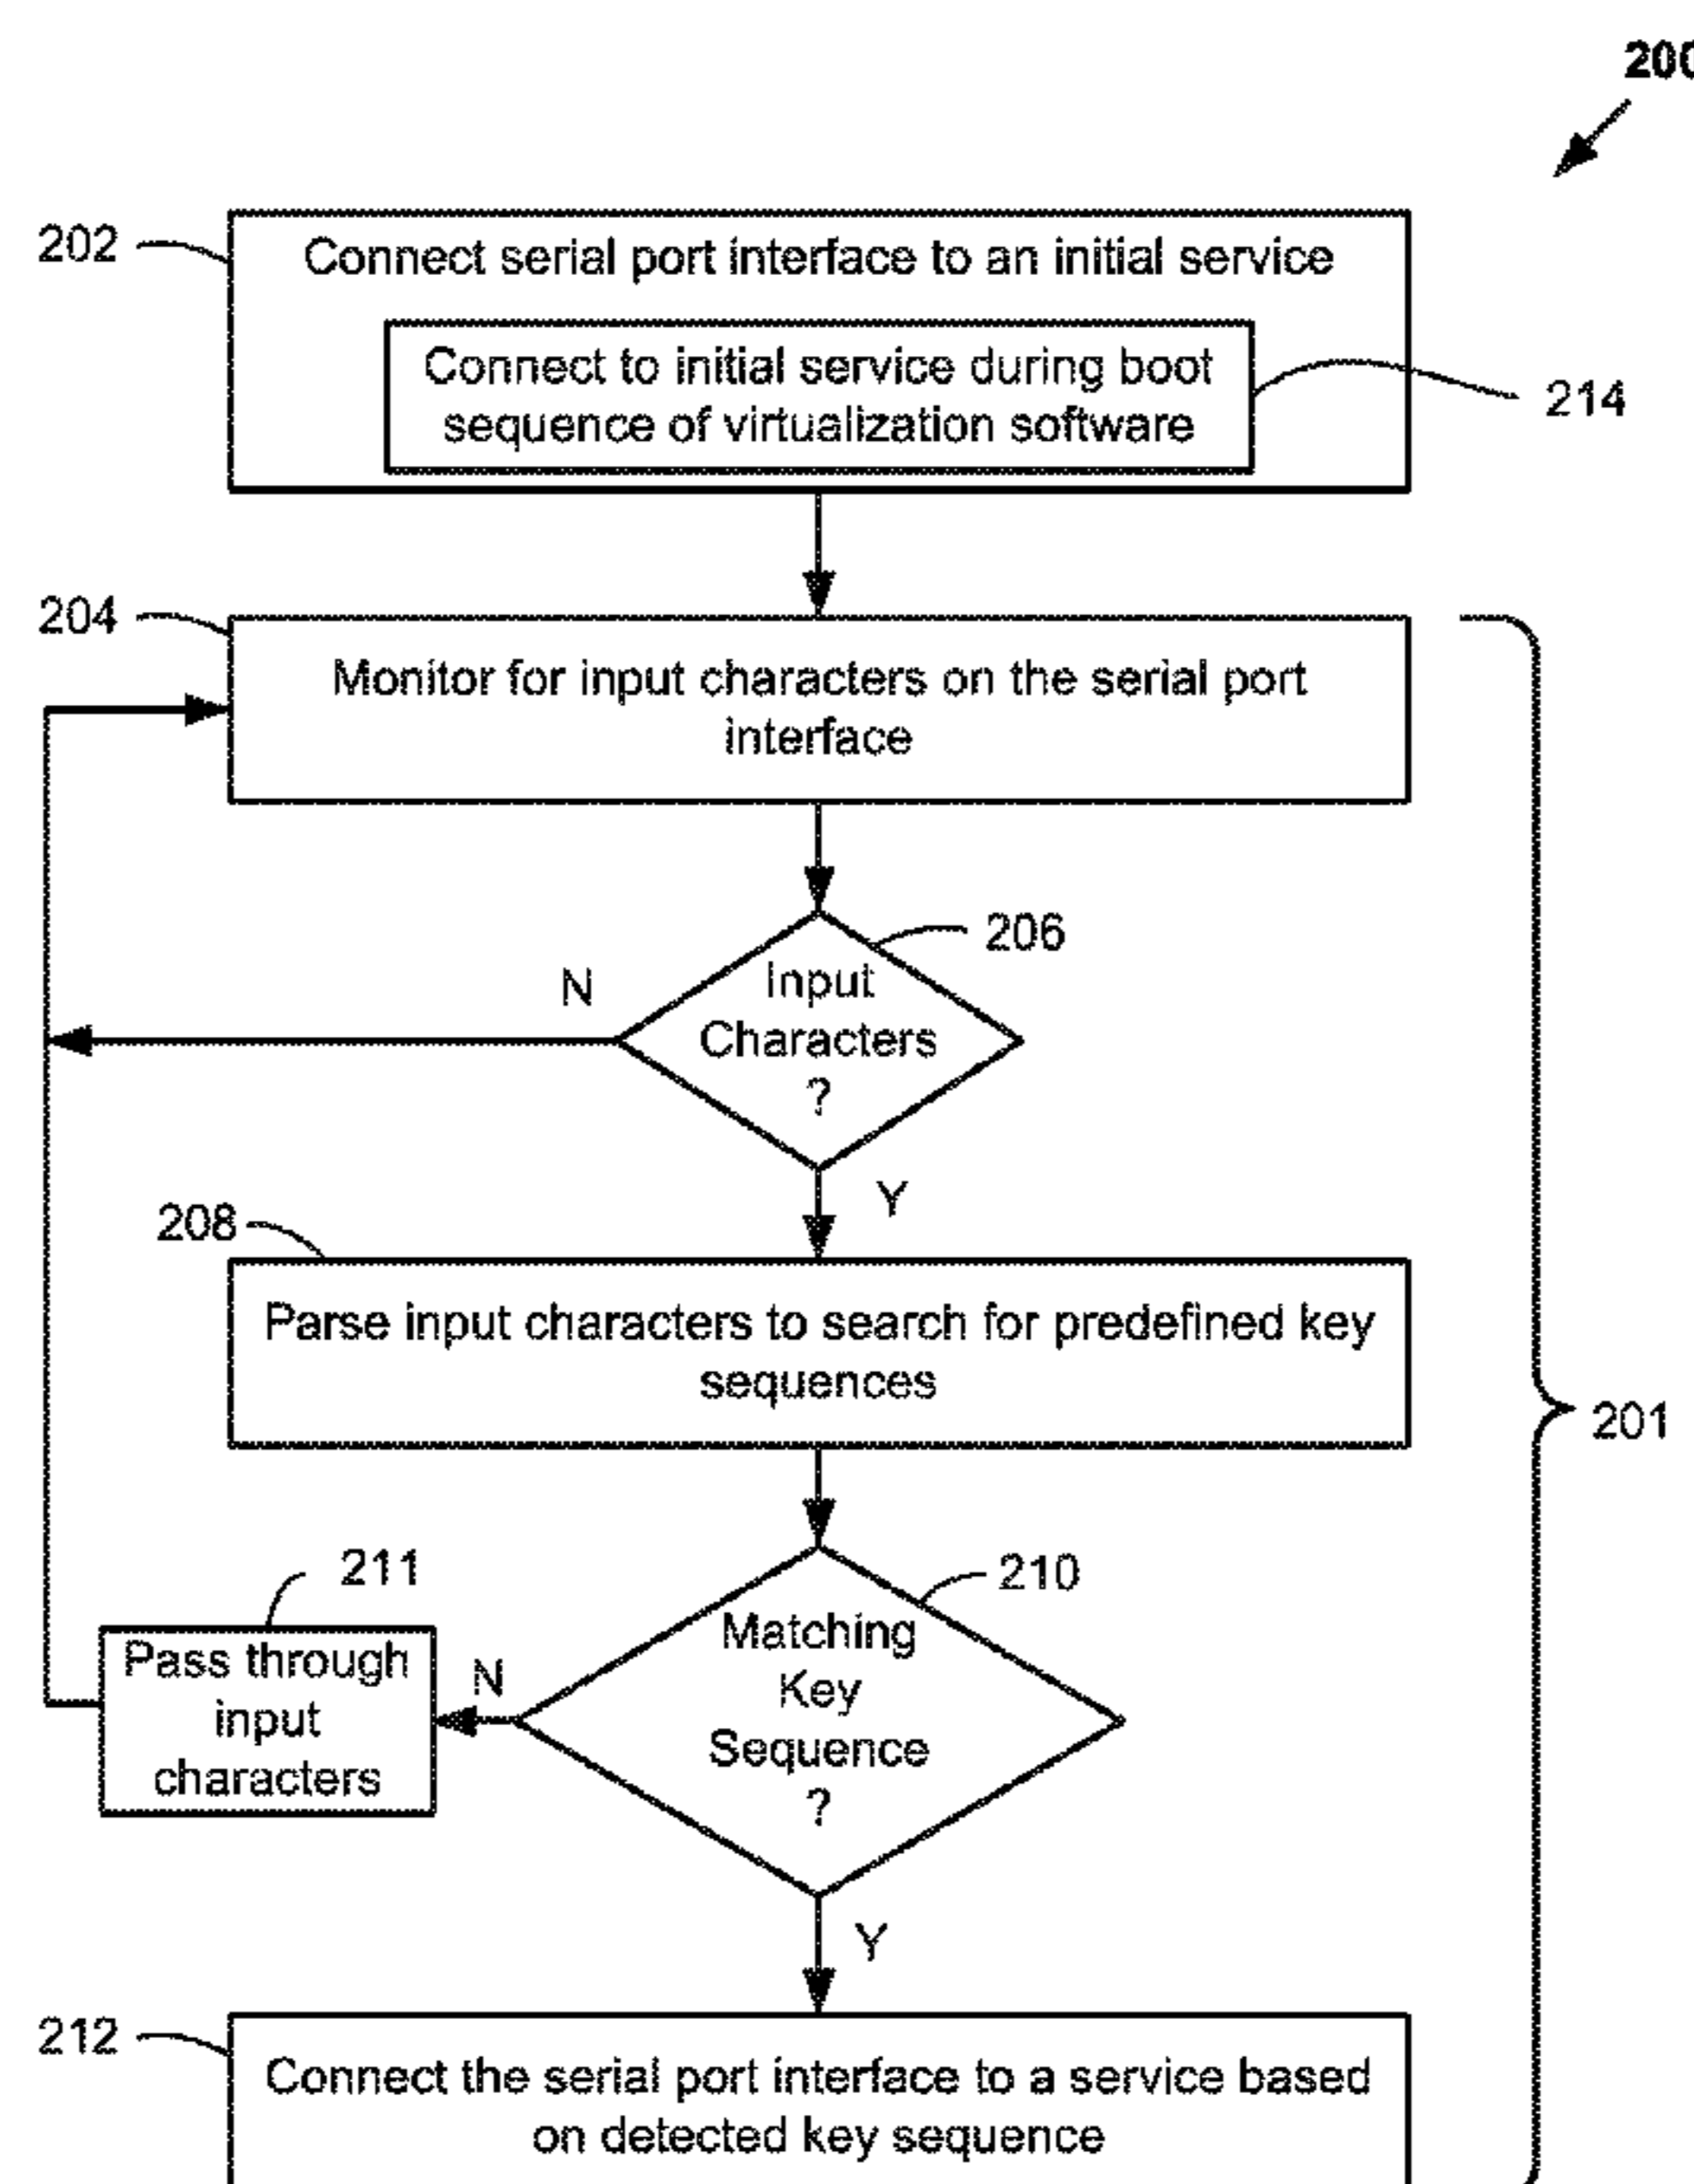 200
202
Connect serial port interface to an initial service
Connect to initial service during boot
sequence of virtualization software
214
204
Monitor for input characters on the serial port
interface
206
Input
Characters
?
N
Y
208
Parse input characters to search for predefined key
sequences
201
210
211
Matching
Key
Sequence
?
N
Pass through
input
characters
Y
212
Connect the serial port interface to a service based
on detected key sequence